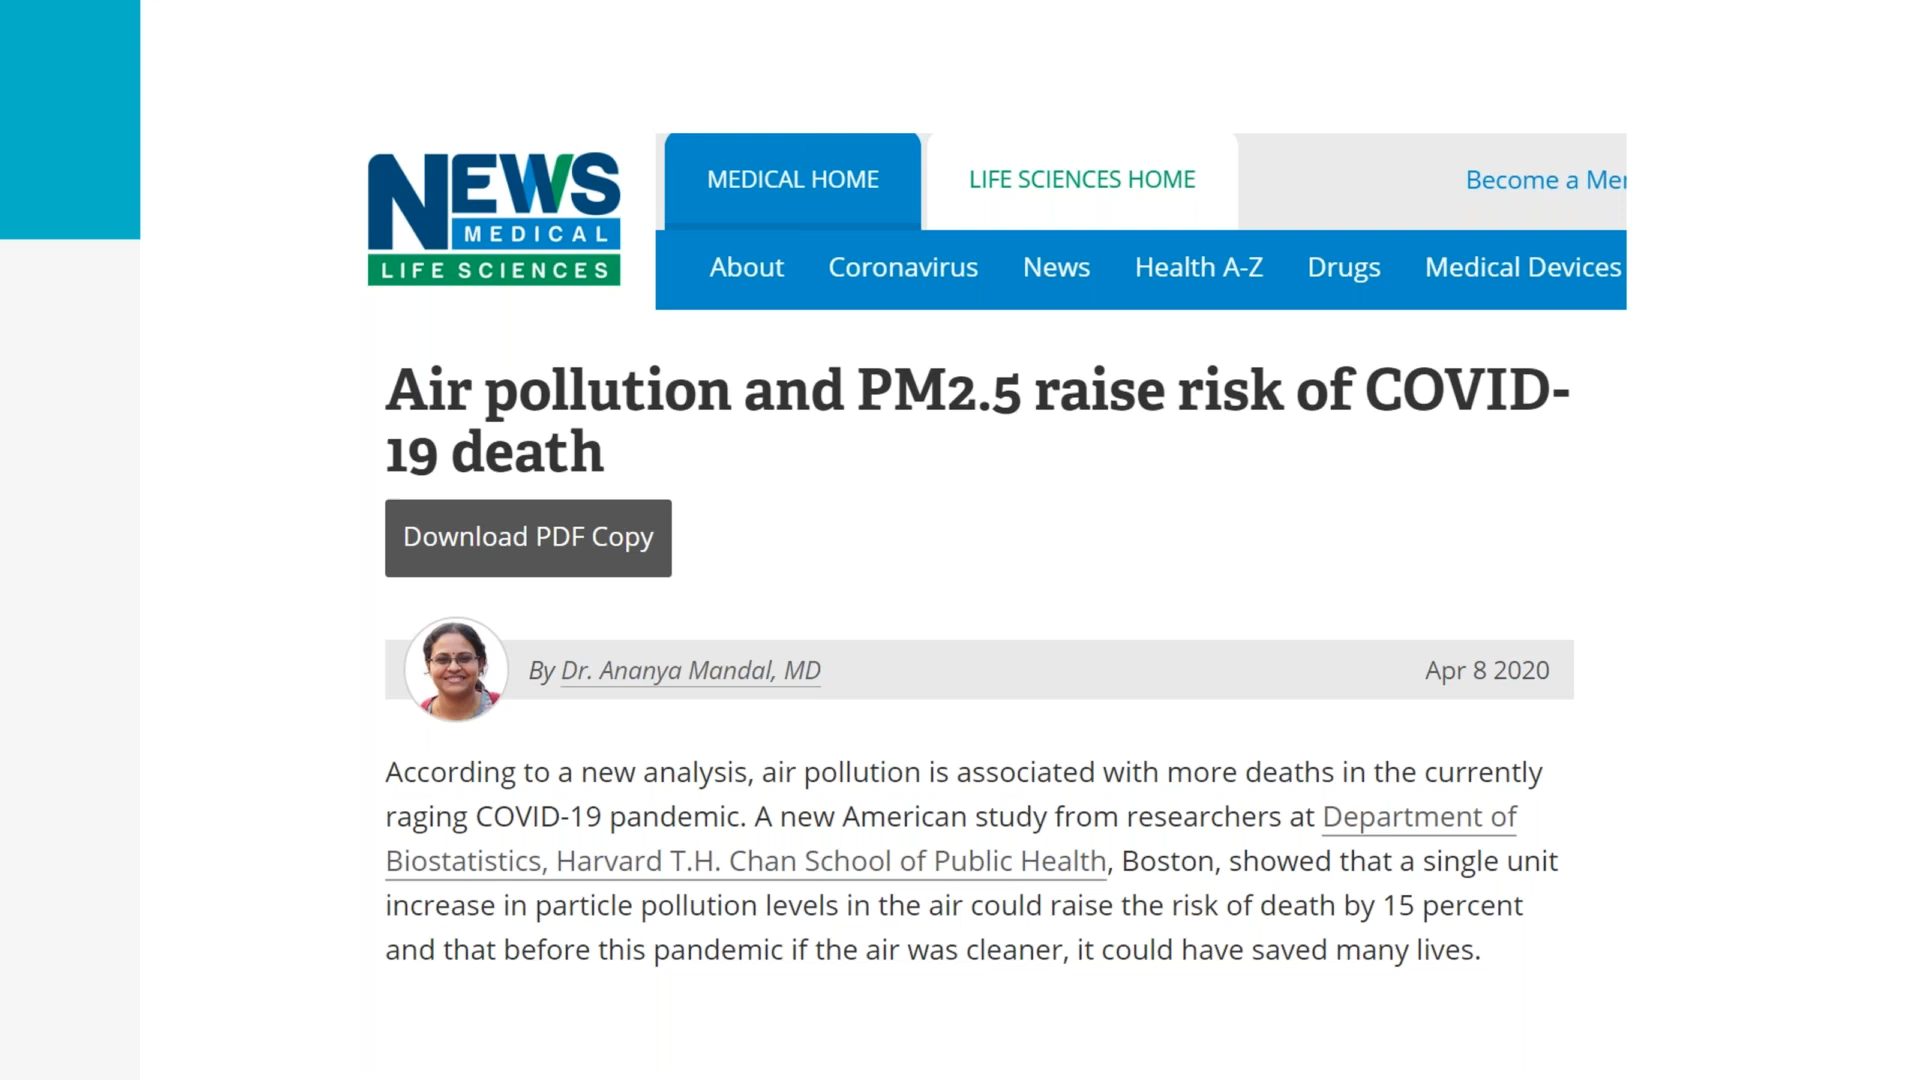 NEWS
MEDICAL
LIFE SCIENCES
MEDICAL HOME
LIFE SCIENCES HOME
Become a Mer
About
Coronavirus
News
Health A-Z
Drugs
Medical Devices
Air pollution and PM2.5 raise risk of COVID-
19 death
Download PDF Copy
By Dr. Ananya Mandal, MD
Apr 8 2020
According to a new analysis, air pollution is associated with more deaths in the currently
raging COVID-19 pandemic. A new American study from researchers at Department of
Biostatistics, Harvard T.H. Chan School of Public Health, Boston, showed that a single unit
increase in particle pollution levels in the air could raise the risk of death by 15 percent
and that before this pandemic if the air was cleaner, it could have saved many lives.